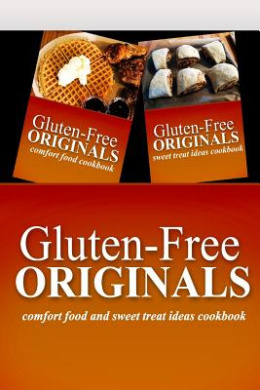 Gluten-Free
ORIGINALS
comfort food cookbook
Gluten-Free
ORIGINALS
sweet treat ideas cookbook
Gluten-Free
ORIGINALS
comfort food and sweet treat ideas cookbook